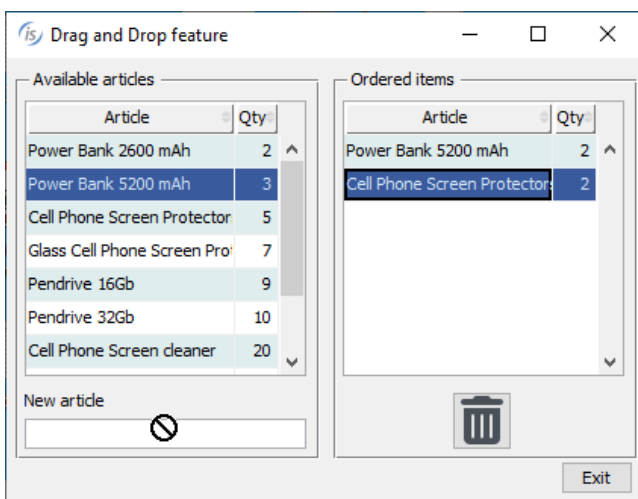 is Drag and Drop feature
Available articles
Article Qty
Power Bank 2600 mAh 2
Power Bank 5200 mAh 3
Cell Phone Screen Protector 5
Glass Cell Phone Screen Pro 7
Pendrive 16Gb 9
Pendrive 32Gb 10
Cell Phone Screen cleaner 20
New article
Ordered items
Article Qty
Power Bank 5200 mAh 2
Cell Phone Screen Protectors 2
Exit